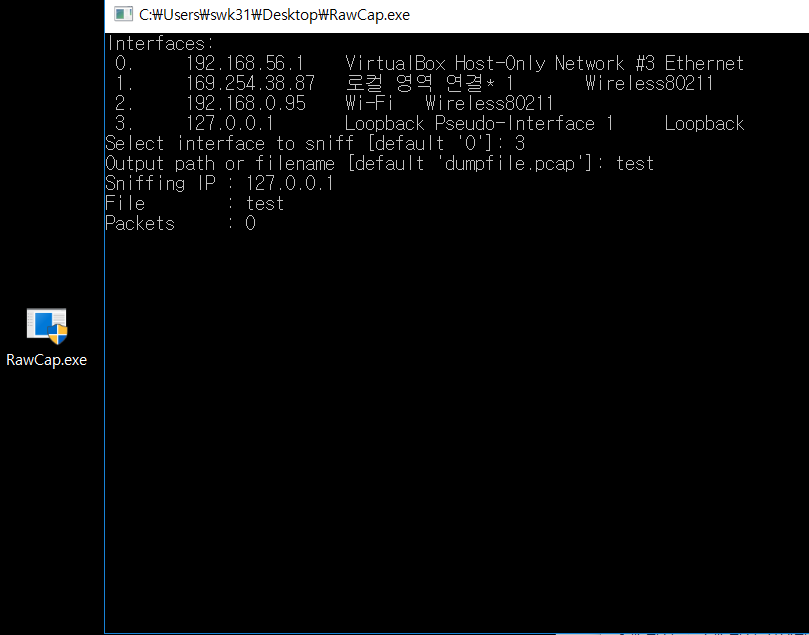 C:₩Users₩swk31₩Desktop₩RawCap.exe
Interfaces:
0. 192.168.56.1 VirtualBox Host-Only Network #3 Ethernet
1. 169.254.38.87 로컬 영역 연결* 1 Wireless80211
2. 192.168.0.95 Wi-Fi Wireless80211
3. 127.0.0.1 Loopback Pseudo-Interface 1 Loopback
Select interface to sniff [default '0']: 3
Output path or filename [default 'dumpfile.pcap']: test
Sniffing IP : 127.0.0.1
File : test
Packets : 0
RawCap.exe